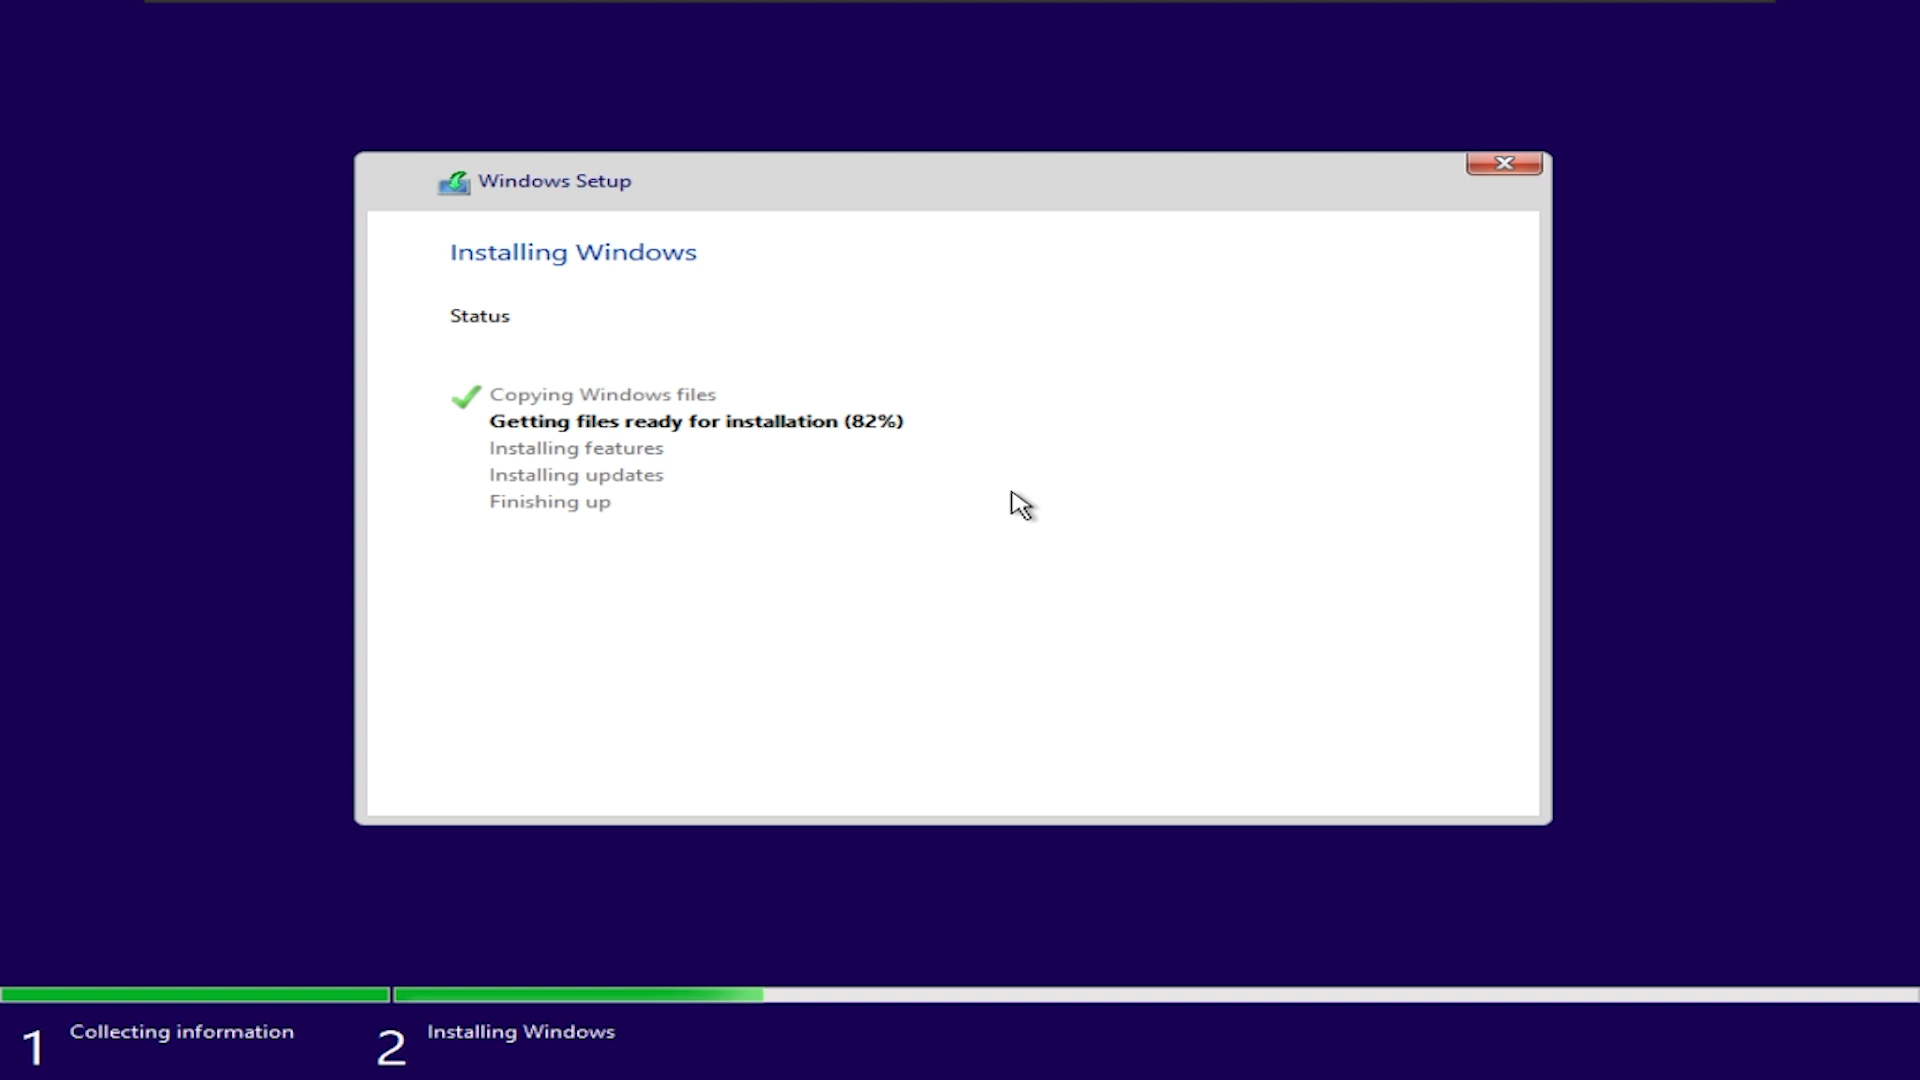 Windows Setup
Installing Windows
Status
Copying Windows files
Getting files ready for installation (82%)
Installing features
Installing updates
Finishing up
1 Collecting information
2 Installing Windows